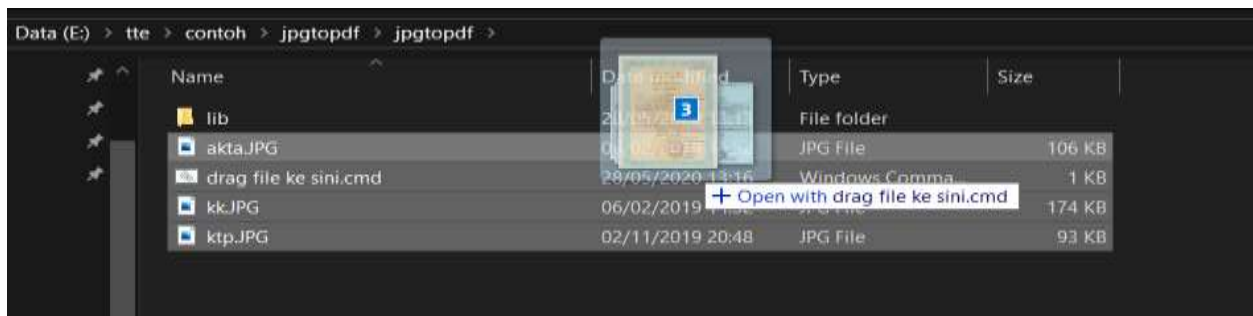 Data (E:) > tte > contoh > jpgtopdf > jpgtopdf >
Name Type Size
3
lib File folder
akta.JPG JPG File 106 KB
drag file ke sini.cmd 28/05/2020 13:16 Windows Comma... 1 KB
+ Open with drag file ke sini.cmd
kk.JPG 06/02/2019 174 KB
ktp.JPG 02/11/2019 20:48 JPG File 93 KB